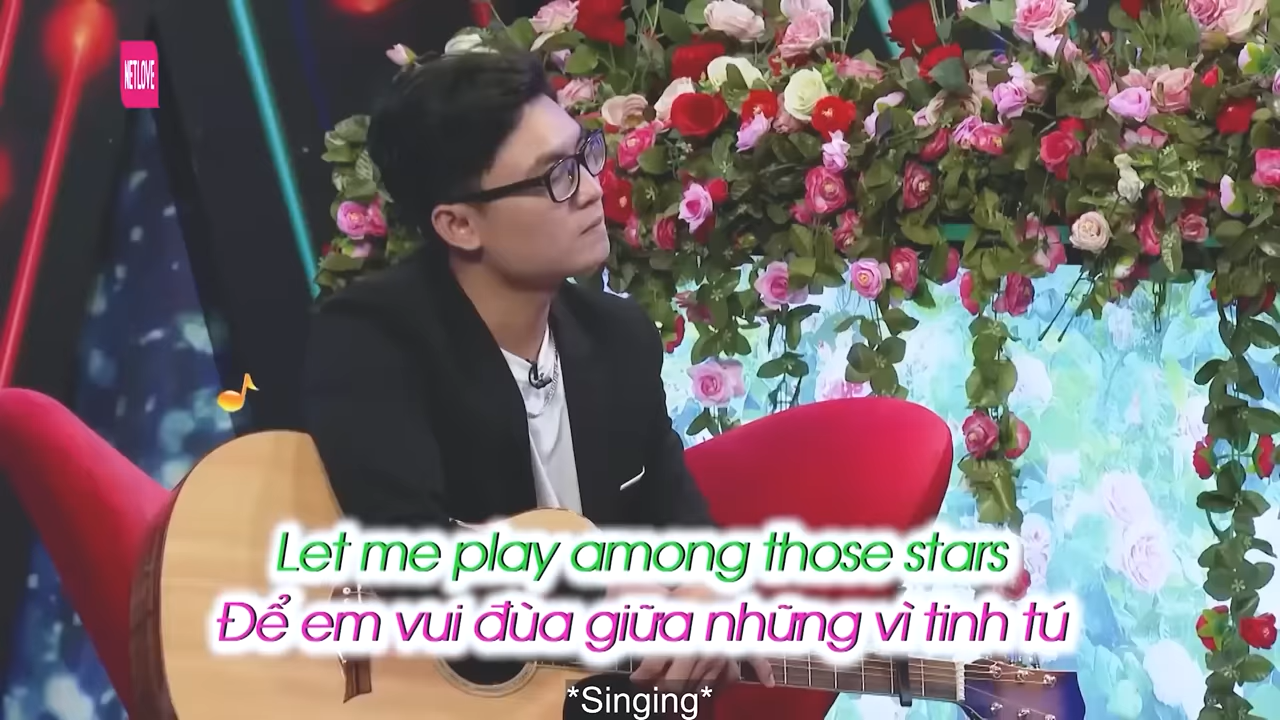 NETLOVE
Let me play among those stars
Để em vui đùa giữa những vì tinh tú
*Singing*